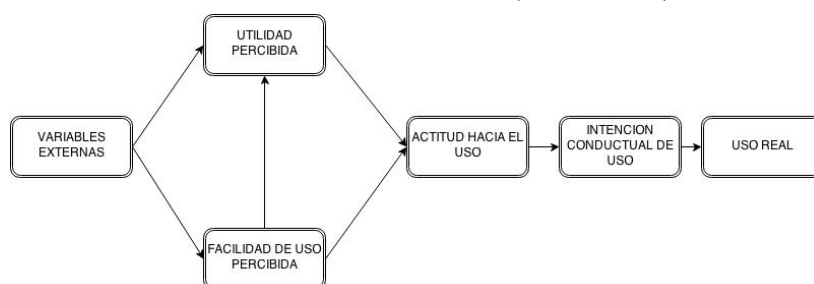 UTILIDAD
PERCIBIDA
VARIABLES
EXTERNAS
ACTITUD HACIA EL
USO
INTENCION
CONDUCTUAL DE
USO
USO REAL
FACILIDAD DE USO
PERCIBIDA